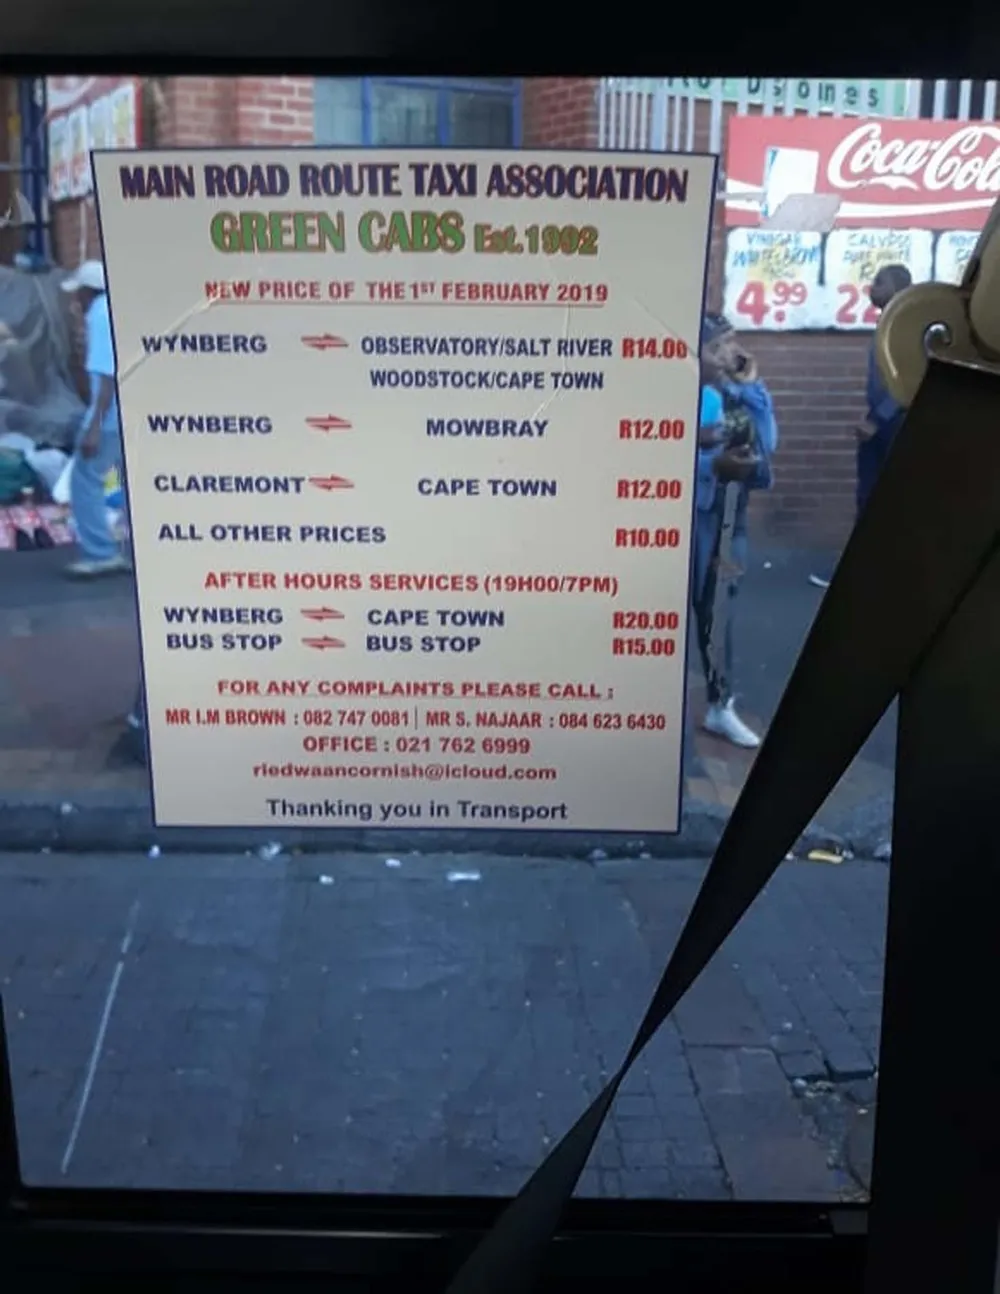 MAIN ROAD ROUTE TAXI ASSOCIATION
GREEN CABS Est.1992
NEW PRICE OF THE 1ST FEBRUARY 2019
WYNBERG ⇌ OBSERVATORY/SALT RIVER R14.00
WOODSTOCK/CAPE TOWN
WYNBERG ⇌ MOWBRAY R12.00
CLAREMONT ⇌ CAPE TOWN R12.00
ALL OTHER PRICES R10.00
AFTER HOURS SERVICES (19H00/7PM)
WYNBERG ⇌ CAPE TOWN R20.00
BUS STOP ⇌ BUS STOP R15.00
FOR ANY COMPLAINTS PLEASE CALL :
MR I.M BROWN : 082 747 0081 | MR S. NAJAAR : 084 623 6430
OFFICE : 021 762 6999
riedwaancornish@icloud.com
Thanking you in Transport
Coca-Cola
VINEGAR
4.99
CALYPSO